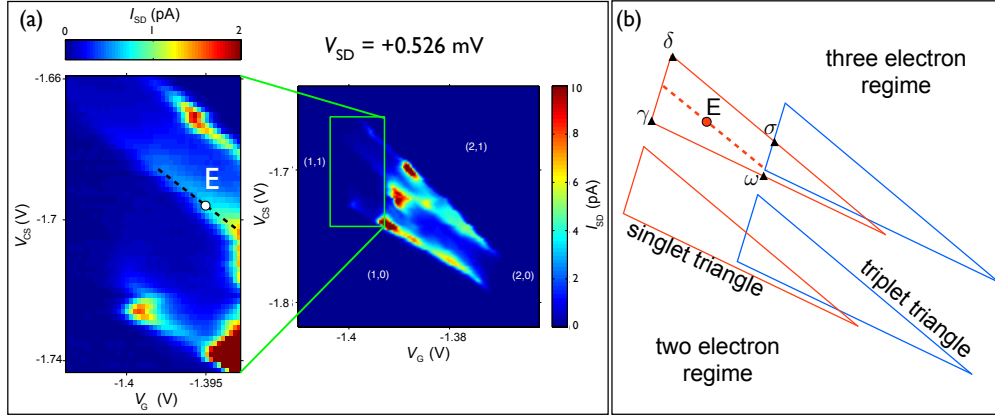 (a)
I_SD (pA)
0 1 2
V_SD = +0.526 mV
-1.66
-1.7
-1.74
V_CS (V)
E
-1.4
-1.395
V_G (V)
-1.7
-1.8
V_CS (V)
(1,1)
(2,1)
(1,0)
(2,0)
-1.4
-1.38
V_G (V)
10
8
6
4
2
0
I_SD (pA)
(b)
δ
three electron
regime
E
γ
σ
ω
singlet triangle
triplet triangle
two electron
regime